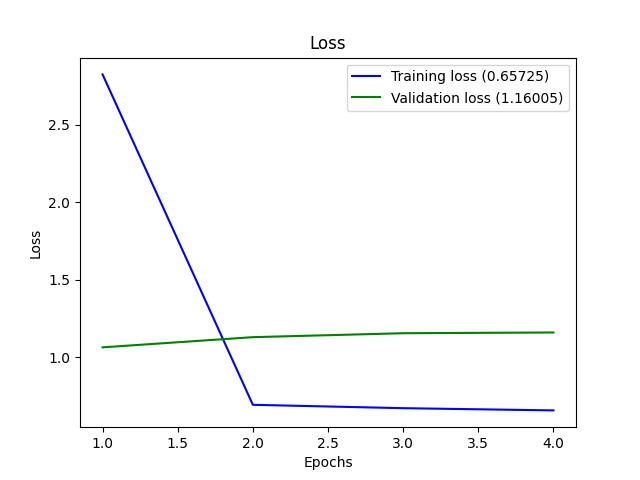 Loss
Training loss (0.65725)
Validation loss (1.16005)
2.5
2.0
1.5
1.0
Loss
1.0 1.5 2.0 2.5 3.0 3.5 4.0
Epochs